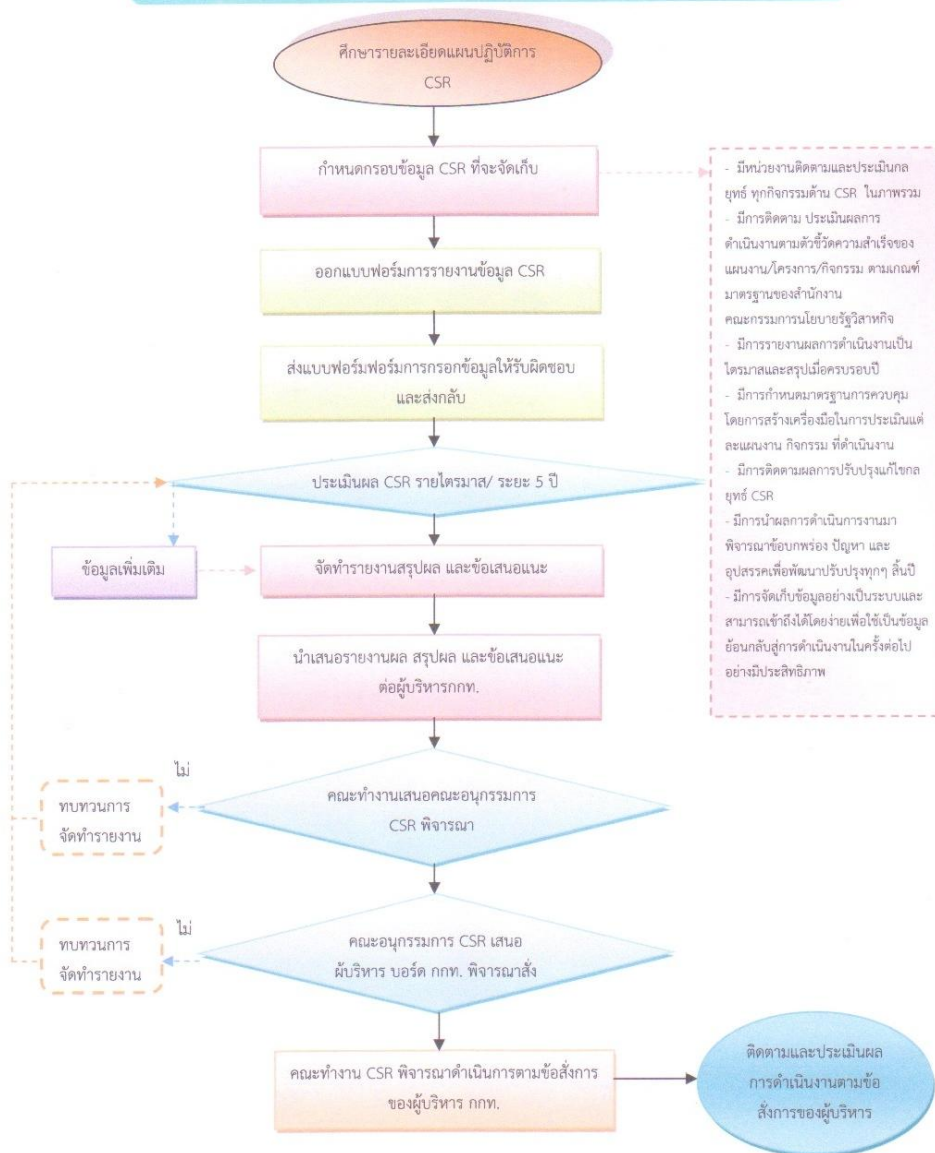 ศึกษารายละเอียดแผนปฏิบัติการ
CSR
กำหนดกรอบข้อมูล CSR ที่จะจัดเก็บ
- มีหน่วยงานติดตามและประเมินกล
ยุทธ์ ทุกกิจกรรมด้าน CSR ในภาพรวม
- มีการติดตาม ประเมินผลการ
ดำเนินงานตามตัวชี้วัดความสำเร็จของ
แผนงาน/โครงการ/กิจกรรม ตามเกณฑ์
มาตรฐานของสำนักงาน
คณะกรรมการนโยบายรัฐวิสาหกิจ
- มีการรายงานผลการดำเนินงานเป็น
ไตรมาสและสรุปเมื่อครบรอบปี
- มีการกำหนดมาตรฐานการควบคุม
โดยการสร้างเครื่องมือในการประเมินแต่
ละแผนงาน กิจกรรม ที่ดำเนินงาน
- มีการติดตามผลการปรับปรุงแก้ไขกล
ยุทธ์ CSR
- มีการนำผลการดำเนินการงานมา
พิจารณาข้อบกพร่อง ปัญหา และ
อุปสรรคเพื่อพัฒนาปรับปรุงทุกๆ สิ้นปี
- มีการจัดเก็บข้อมูลอย่างเป็นระบบและ
สามารถเข้าถึงได้โดยง่ายเพื่อใช้เป็นข้อมูล
ย้อนกลับสู่การดำเนินงานในครั้งต่อไป
อย่างมีประสิทธิภาพ
ออกแบบฟอร์มการรายงานข้อมูล CSR
ส่งแบบฟอร์มฟอร์มการกรอกข้อมูลให้รับผิดชอบ
และส่งกลับ
ประเมินผล CSR รายไตรมาส/ ระยะ 5 ปี
ข้อมูลเพิ่มเติม
จัดทำรายงานสรุปผล และข้อเสนอแนะ
นำเสนอรายงานผล สรุปผล และข้อเสนอแนะ
ต่อผู้บริหารกกท.
ไม่
คณะทำงานเสนอคณะอนุกรรมการ
CSR พิจารณา
ทบทวนการ
จัดทำรายงาน
ไม่
คณะอนุกรรมการ CSR เสนอ
ผู้บริหาร บอร์ด กกท. พิจารณาสั่ง
ทบทวนการ
จัดทำรายงาน
คณะทำงาน CSR พิจารณาดำเนินการตามข้อสั่งการ
ของผู้บริหาร กกท.
ติดตามและประเมินผล
การดำเนินงานตามข้อ
สั่งการของผู้บริหาร